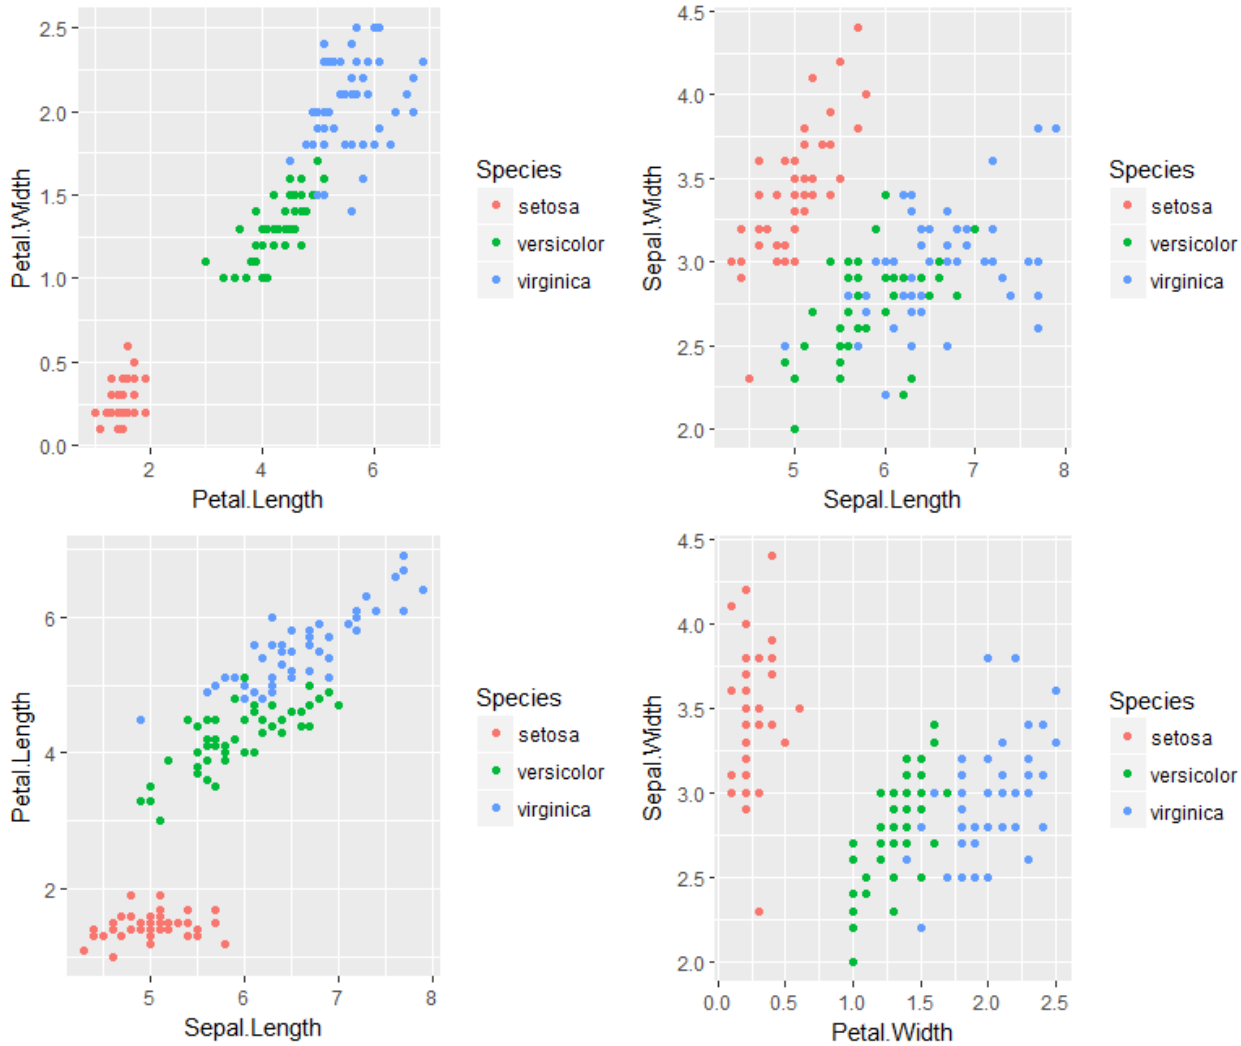 2.5
2.0
1.5
1.0
0.5
0.0
Petal.Width
2 4 6
Petal.Length
Species
setosa
versicolor
virginica
4.5
4.0
3.5
3.0
2.5
2.0
Sepal.Width
5 6 7 8
Sepal.Length
Species
setosa
versicolor
virginica
6
4
2
Petal.Length
5 6 7 8
Sepal.Length
Species
setosa
versicolor
virginica
4.5
4.0
3.5
3.0
2.5
2.0
Sepal.Width
0.0 0.5 1.0 1.5 2.0 2.5
Petal.Width
Species
setosa
versicolor
virginica